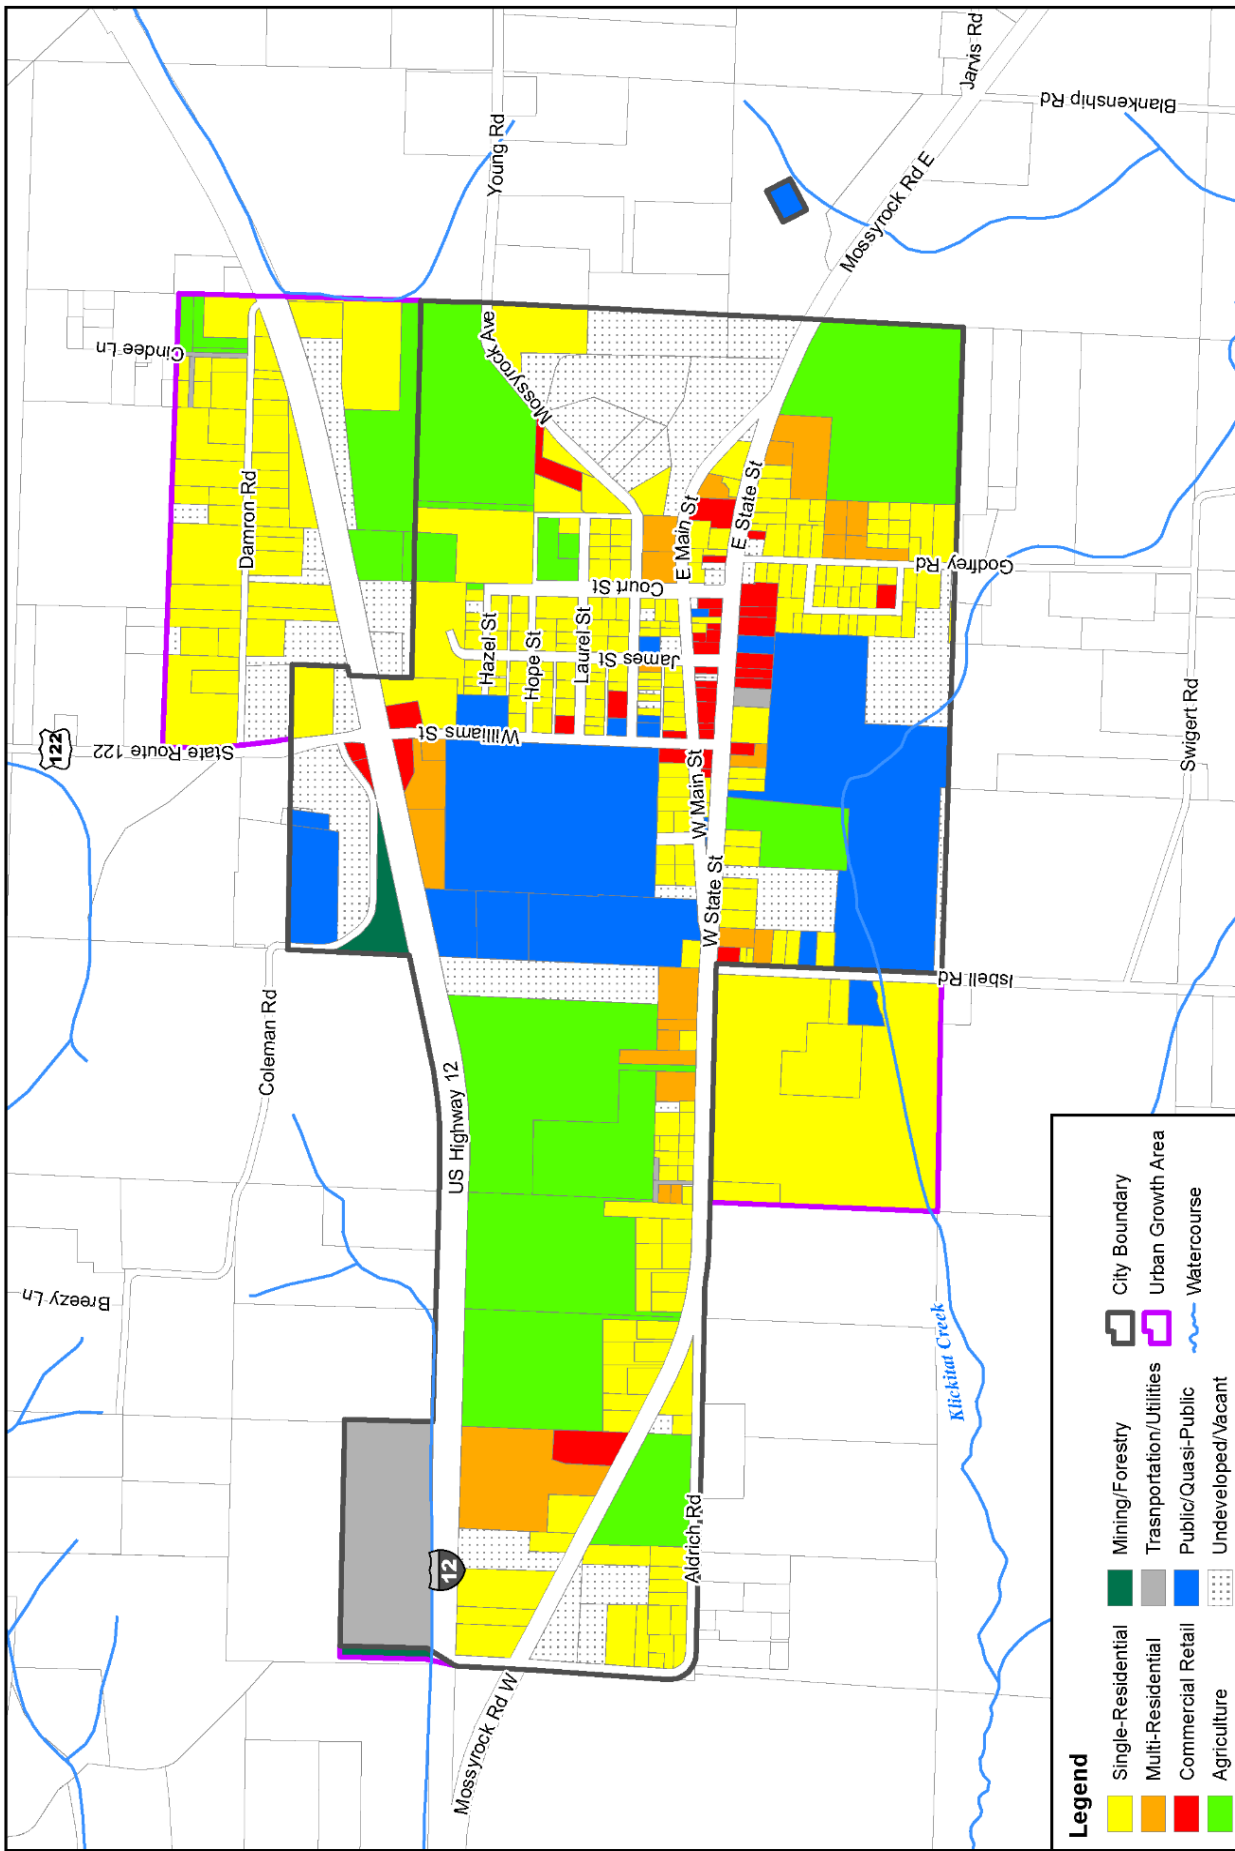 122
State Route 122
Cindee Ln
Damron Rd
Coleman Rd
Breezy Ln
US Highway 12
12
Young Rd
Mossyrock Ave
Jarvis Rd
Blankenship Rd
Mossyrock Rd E
Williams St
Hazel St
Hope St
Laurel St
James St
Court St
E Main St
E State St
W Main St
W State St
Godfrey Rd
Isbell Rd
Swigert Rd
Aldrich Rd
Mossyrock Rd W
Klickitat Creek
Legend
Single-Residential
Multi-Residential
Commercial Retail
Agriculture
Mining/Forestry
Trasnportation/Utilities
Public/Quasi-Public
Undeveloped/Vacant
City Boundary
Urban Growth Area
Watercourse